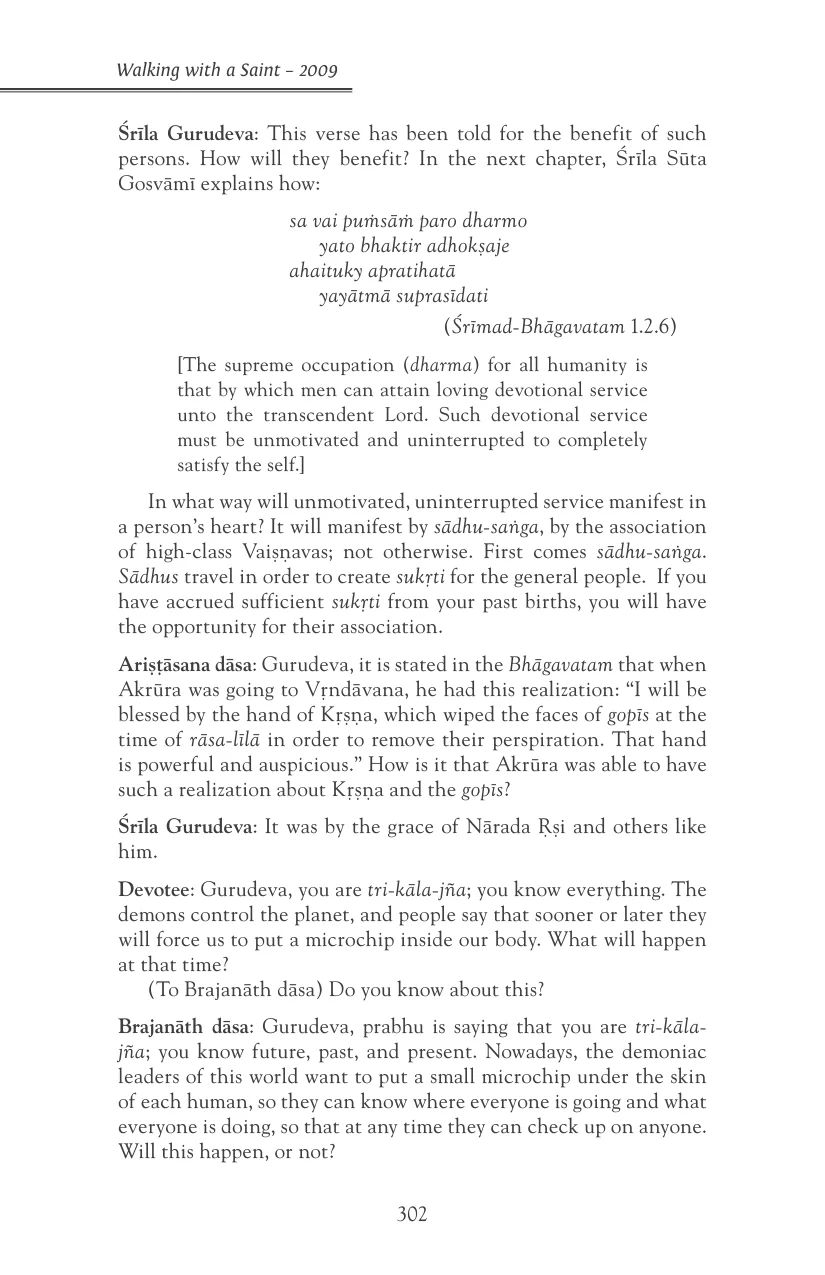 Walking with a Saint – 2009
Śrīla Gurudeva: This verse has been told for the benefit of such
persons. How will they benefit? In the next chapter, Śrīla Sūta
Gosvāmī explains how:
sa vai puṁsāṁ paro dharmo
yato bhaktir adhokṣaje
ahaituky apratihatā
yayātmā suprasīdati
(Śrīmad-Bhāgavatam 1.2.6)
[The supreme occupation (dharma) for all humanity is
that by which men can attain loving devotional service
unto the transcendent Lord. Such devotional service
must be unmotivated and uninterrupted to completely
satisfy the self.]
In what way will unmotivated, uninterrupted service manifest in
a person's heart? It will manifest by sādhu-saṅga, by the association
of high-class Vaiṣṇavas; not otherwise. First comes sādhu-saṅga.
Sādhus travel in order to create sukṛti for the general people. If you
have accrued sufficient sukṛti from your past births, you will have
the opportunity for their association.
Ariṣṭāsana dāsa: Gurudeva, it is stated in the Bhāgavatam that when
Akrūra was going to Vṛndāvana, he had this realization: “I will be
blessed by the hand of Kṛṣṇa, which wiped the faces of gopīs at the
time of rāsa-līlā in order to remove their perspiration. That hand
is powerful and auspicious.” How is it that Akrūra was able to have
such a realization about Kṛṣṇa and the gopīs?
Śrīla Gurudeva: It was by the grace of Nārada Ṛṣi and others like
him.
Devotee: Gurudeva, you are tri-kāla-jña; you know everything. The
demons control the planet, and people say that sooner or later they
will force us to put a microchip inside our body. What will happen
at that time?
(To Brajanāth dāsa) Do you know about this?
Brajanāth dāsa: Gurudeva, prabhu is saying that you are tri-kāla-
jña; you know future, past, and present. Nowadays, the demoniac
leaders of this world want to put a small microchip under the skin
of each human, so they can know where everyone is going and what
everyone is doing, so that at any time they can check up on anyone.
Will this happen, or not?
302